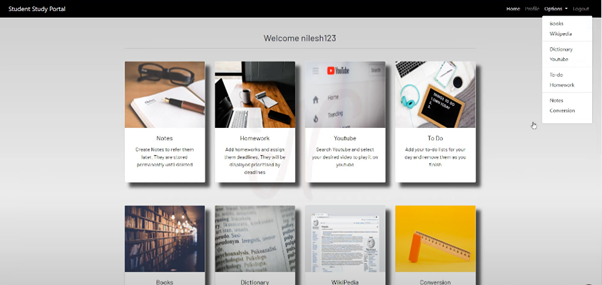 Student Study Portal
Home Profile Options Logout
Books
Wikipedia
Dictionary
Youtube
To-do
Homework
Notes
Conversion
Welcome nilesh123
YouTube
Home
Trending
Notes
Create Notes to refer them
later. They are stored
permanently until deleted
Homework
Add homeworks and assign
them deadlines. They will be
displayed prioritised by
deadlines
Youtube
Search Youtube and select
your desired video to play it on
youtube
To Do
Add your to-do lists for your
day and remove them as you
finish
Books
Dictionary
WikiPedia
Conversion